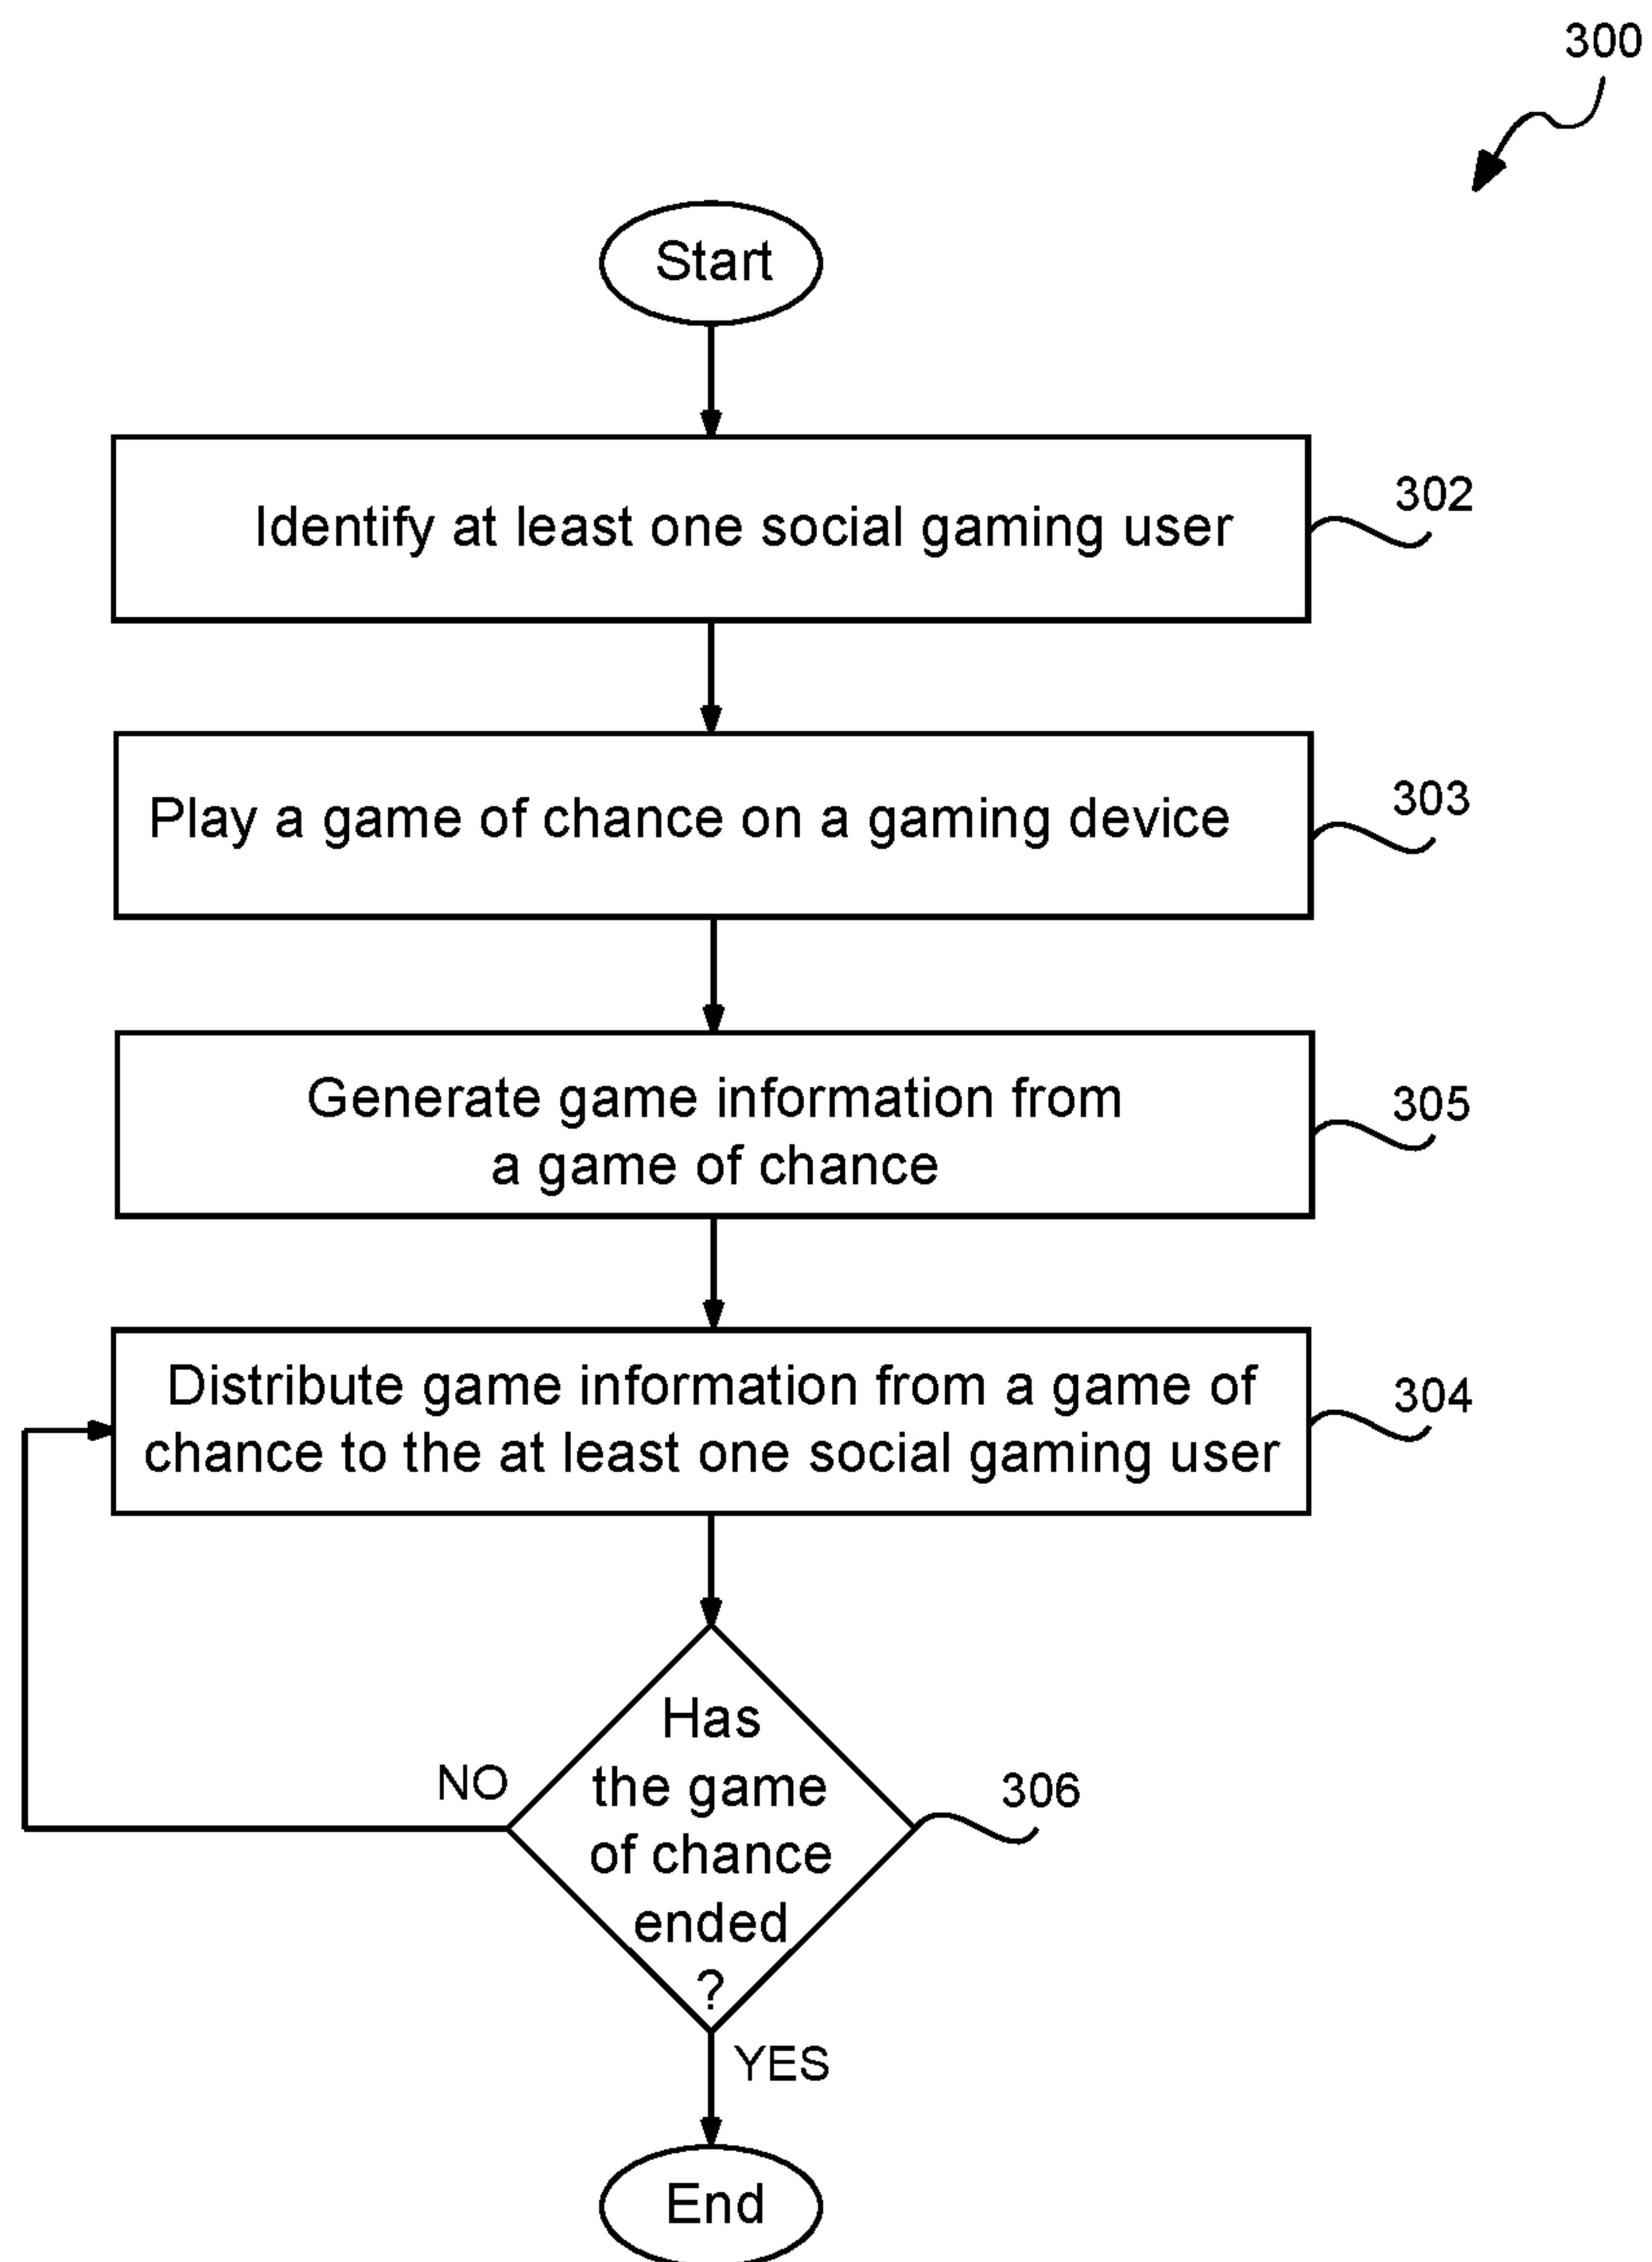 300
Start
Identify at least one social gaming user
302
Play a game of chance on a gaming device
303
Generate game information from
a game of chance
305
Distribute game information from a game of
chance to the at least one social gaming user
304
Has
the game
of chance
ended
?
NO
306
YES
End